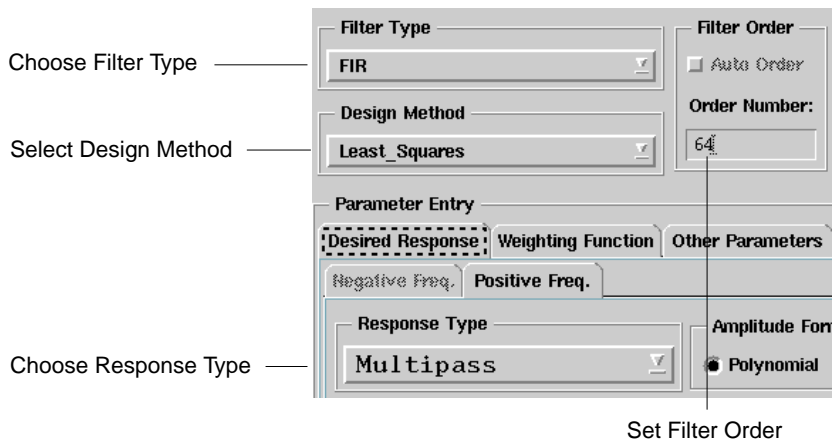 Filter Type
Filter Order
Choose Filter Type
FIR
Auto Order
Design Method
Order Number:
Select Design Method
Least_Squares
64
Parameter Entry
Desired Response
Weighting Function
Other Parameters
Negative Freq.
Positive Freq.
Response Type
Amplitude For
Choose Response Type
Multipass
Polynomial
Set Filter Order